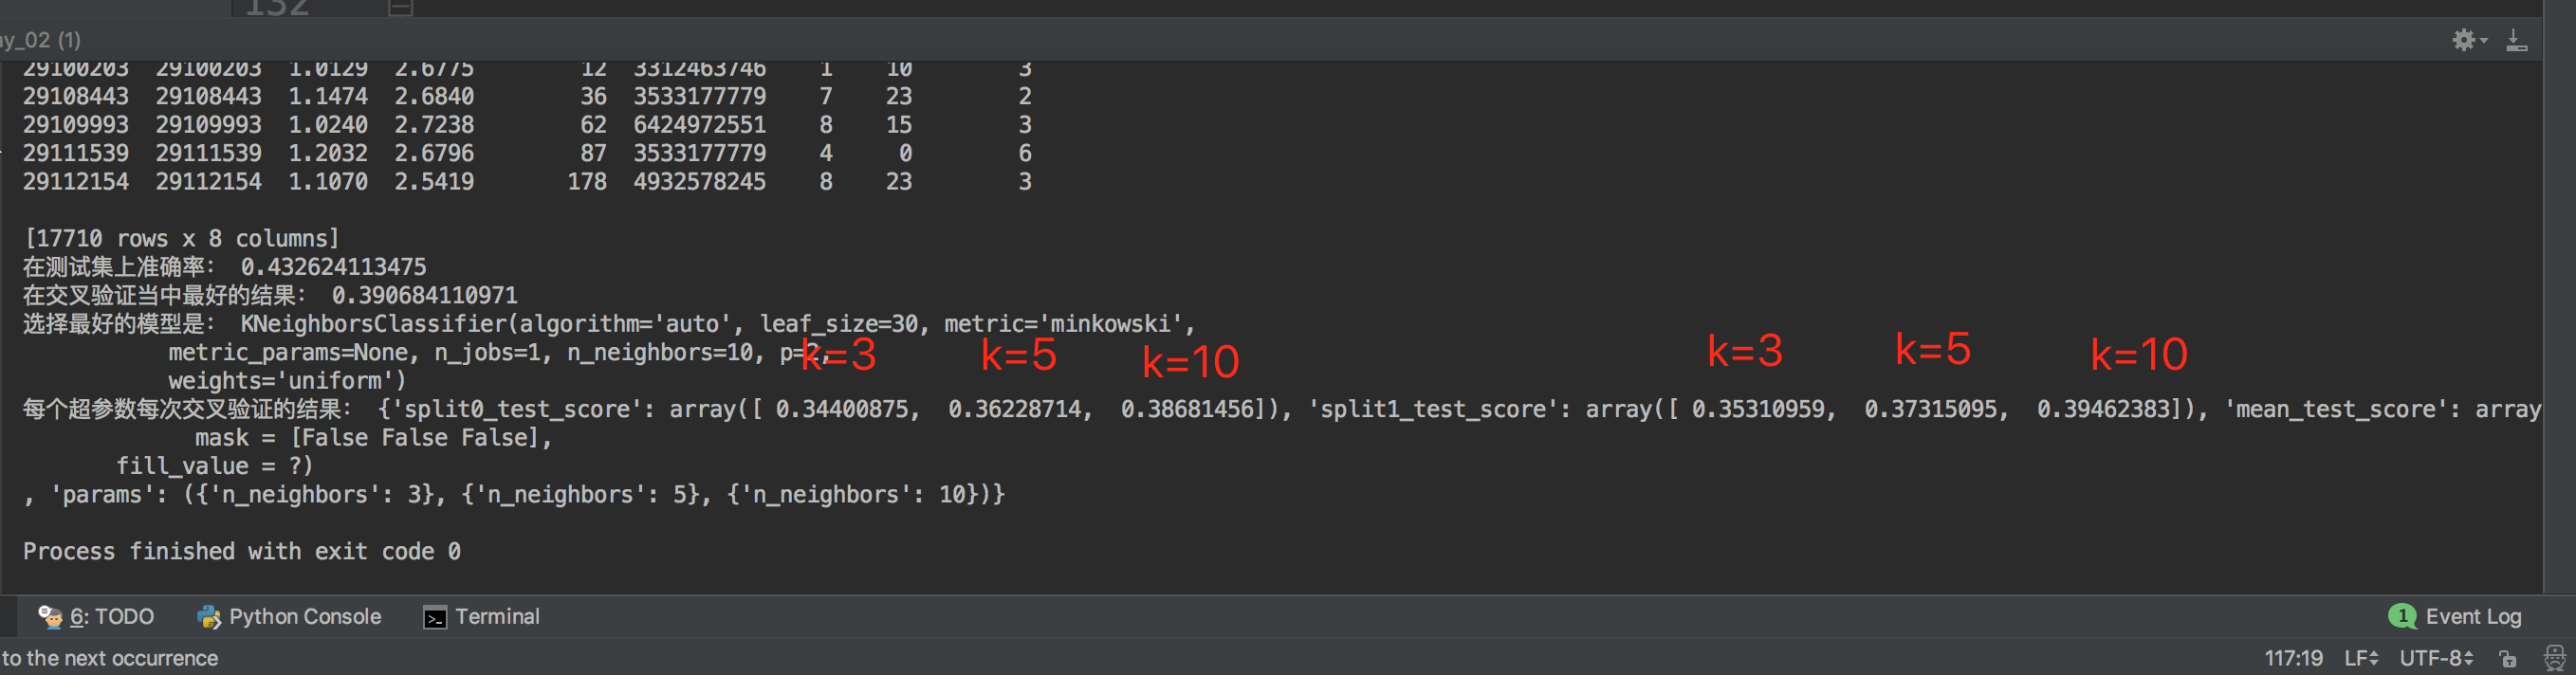 132
ay_02 (1)
29100203 29100203 1.0129 2.6775 12 3312463746 1 10 3
29108443 29108443 1.1474 2.6840 36 3533177779 7 23 2
29109993 29109993 1.0240 2.7238 62 6424972551 8 15 3
29111539 29111539 1.2032 2.6796 87 3533177779 4 0 6
29112154 29112154 1.1070 2.5419 178 4932578245 8 23 3
[17710 rows x 8 columns]
在测试集上准确率： 0.432624113475
在交叉验证当中最好的结果： 0.390684110971
选择最好的模型是： KNeighborsClassifier(algorithm='auto', leaf_size=30, metric='minkowski',
metric_params=None, n_jobs=1, n_neighbors=10, p=2,
k=3 k=5 k=10 k=3 k=5 k=10
weights='uniform')
每个超参数每次交叉验证的结果： {'split0_test_score': array([ 0.34400875, 0.36228714, 0.38681456]), 'split1_test_score': array([ 0.35310959, 0.37315095, 0.39462383]), 'mean_test_score': array
mask = [False False False],
fill_value = ?)
, 'params': ({'n_neighbors': 3}, {'n_neighbors': 5}, {'n_neighbors': 10})}
Process finished with exit code 0
6: TODO Python Console Terminal 1 Event Log
to the next occurrence 117:19 LF UTF-8